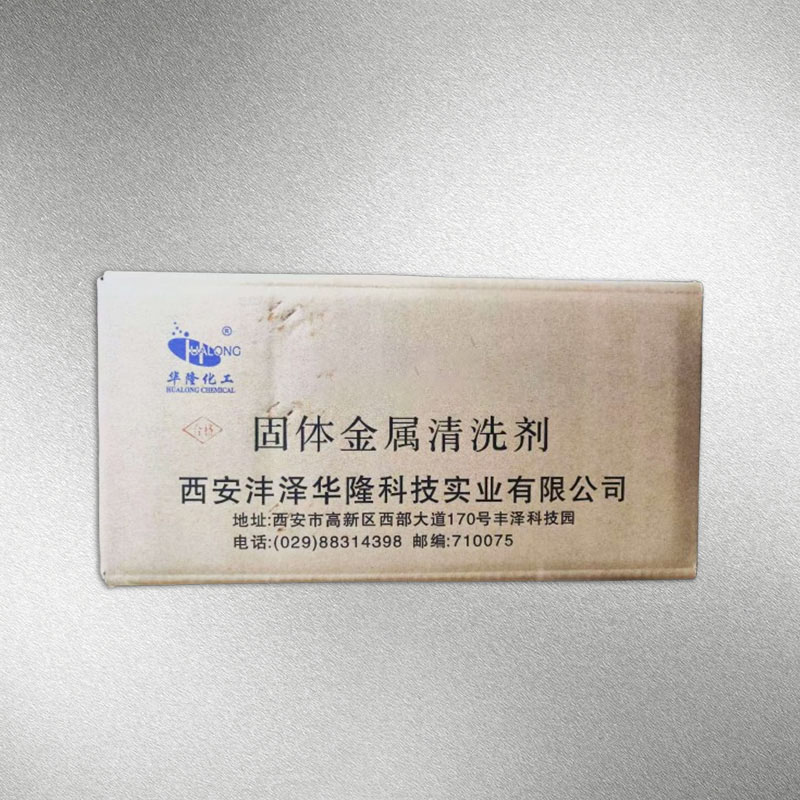 ®
HUALONG
华隆化工
HUALONG CHEMICAL
固体金属清洗剂
西安沣泽华隆科技实业有限公司
地址:西安市高新区西部大道170号丰泽科技园
电话:(029)88314398 邮编:710075